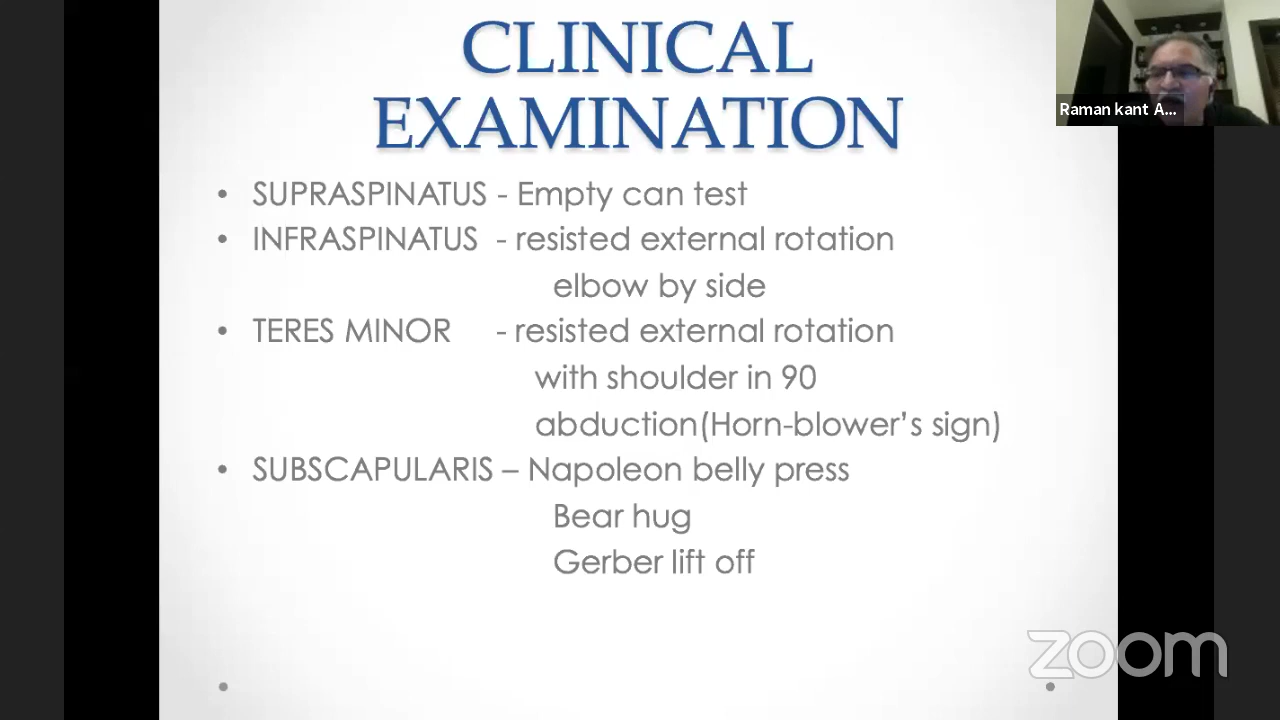 CLINICAL
EXAMINATION
• SUPRASPINATUS - Empty can test
• INFRASPINATUS - resisted external rotation
elbow by side
• TERES MINOR - resisted external rotation
with shoulder in 90
abduction(Horn-blower's sign)
• SUBSCAPULARIS – Napoleon belly press
Bear hug
Gerber lift off
Raman kant A...
zoom